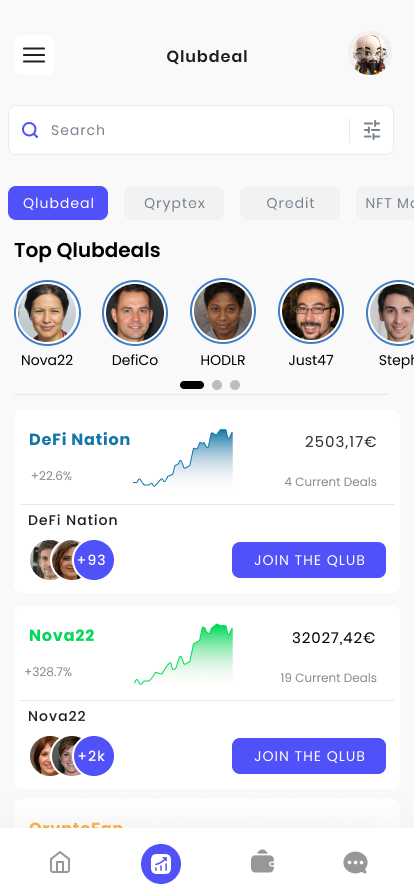 Qlubdeal
Search
Qlubdeal Qryptex Qredit NFT Ma
Top Qlubdeals
Nova22 DefiCo HODLR Just47 Steph
DeFi Nation 2503,17€
+22.6% 4 Current Deals
DeFi Nation
+93 JOIN THE QLUB
Nova22 32027,42€
+328.7% 19 Current Deals
Nova22
+2k JOIN THE QLUB
QryptoFan